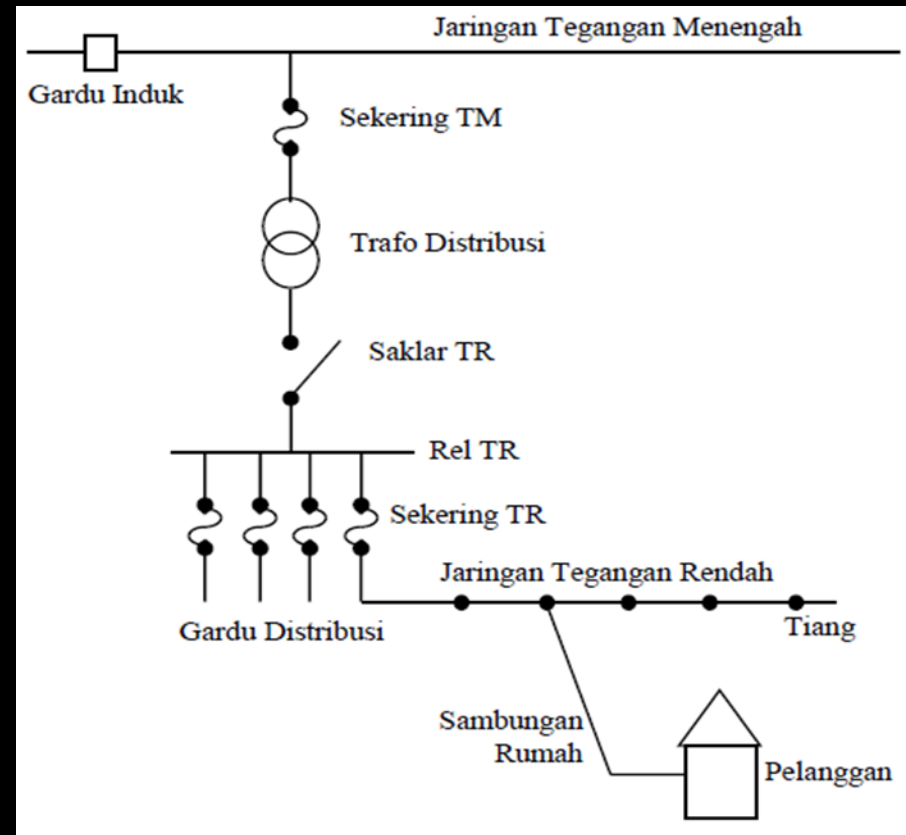 Jaringan Tegangan Menengah
Gardu Induk
Sekering TM
Trafo Distribusi
Saklar TR
Rel TR
Sekering TR
Jaringan Tegangan Rendah
Gardu Distribusi
Tiang
Sambungan
Rumah
Pelanggan